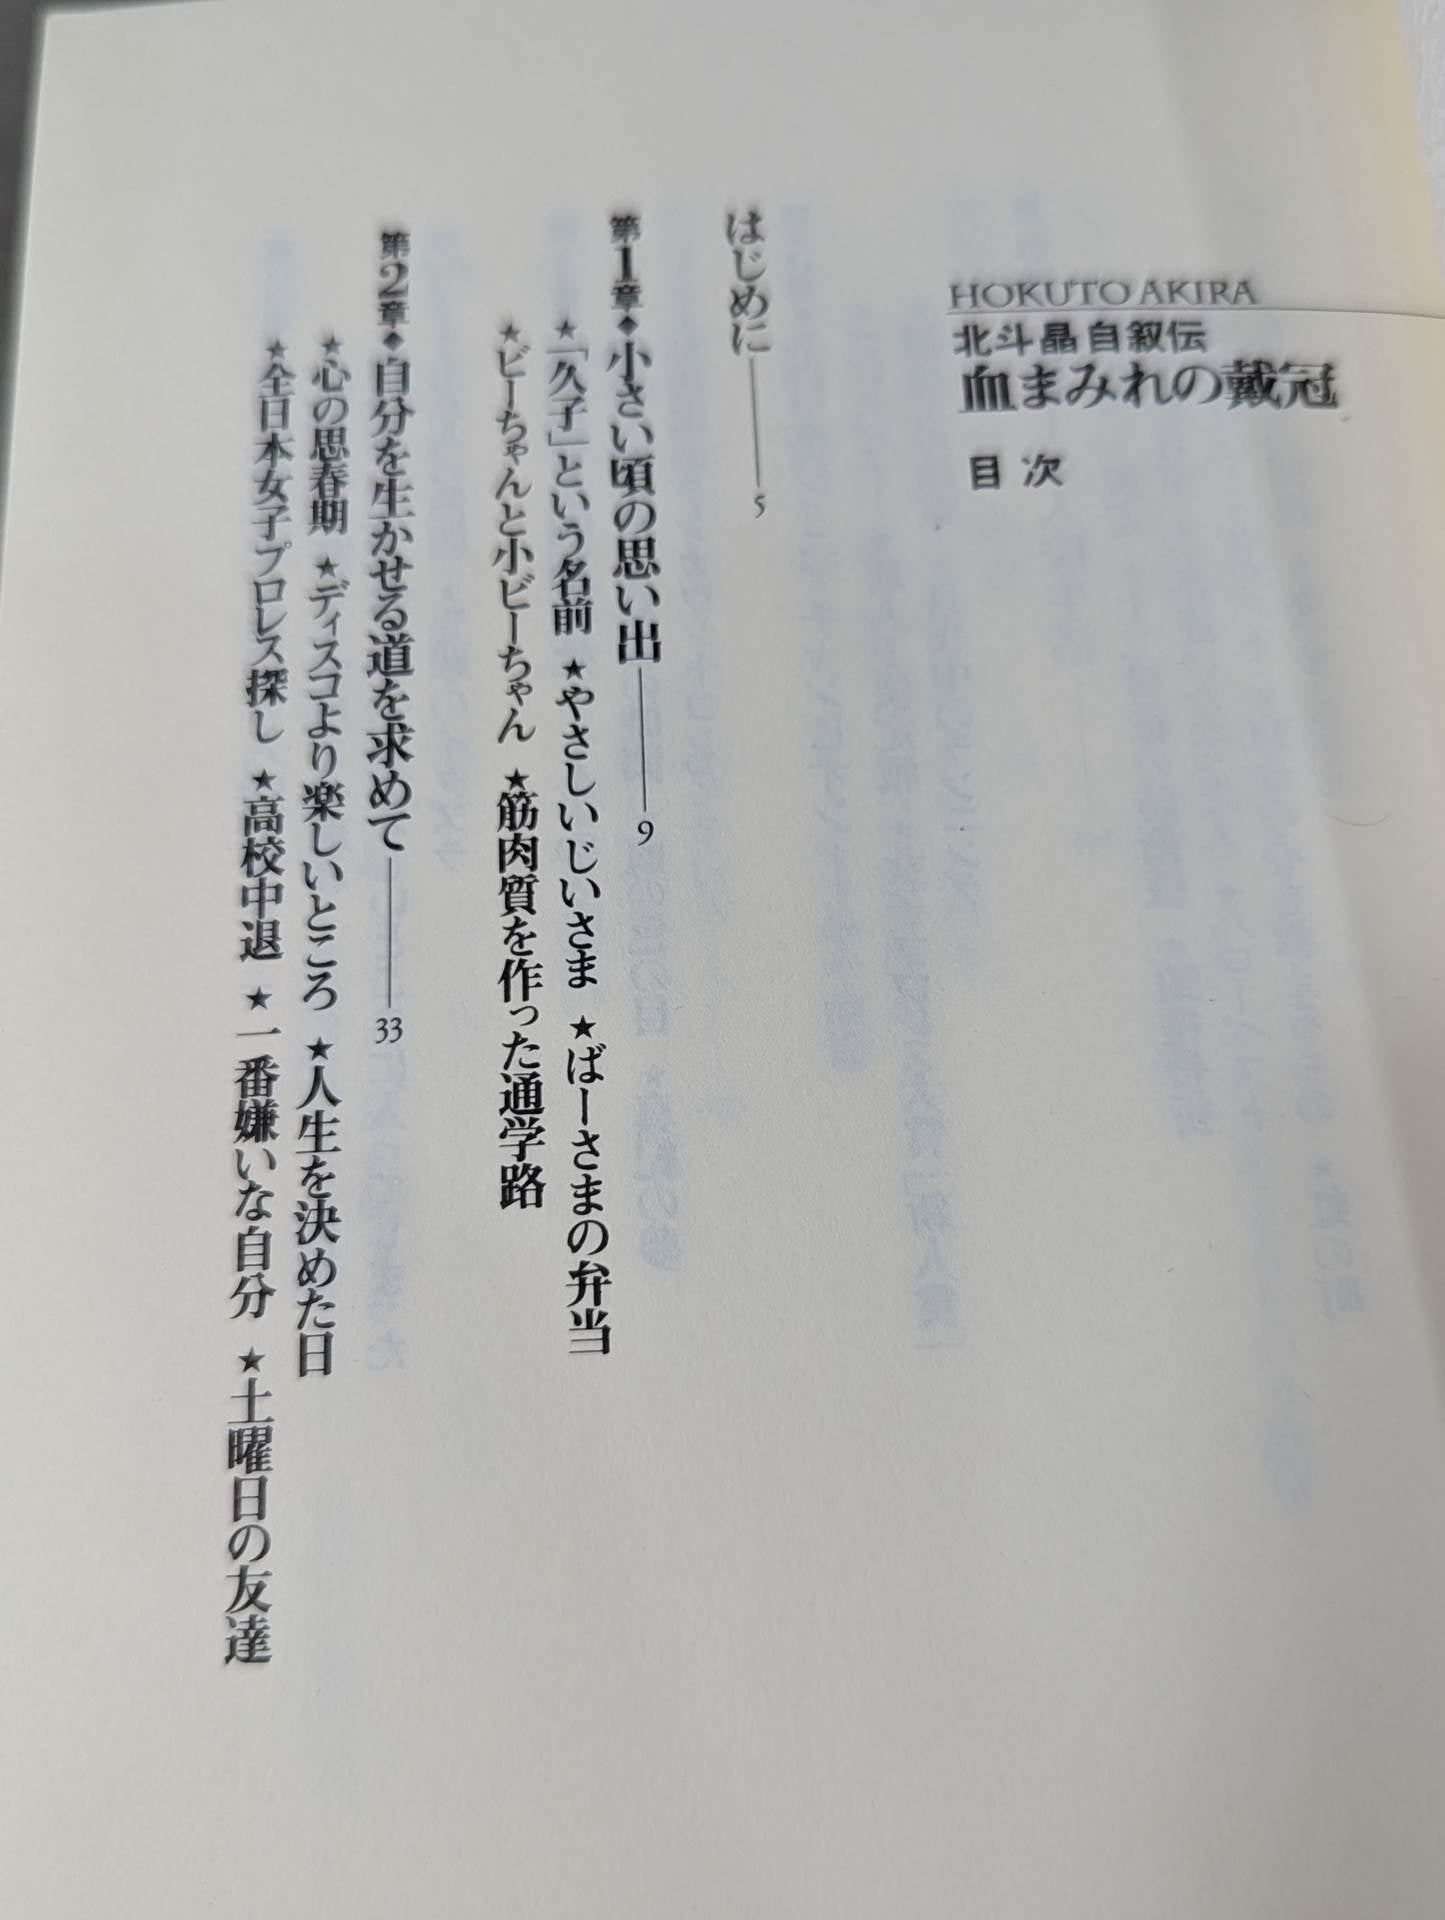 HOKUTO AKIRA
北斗晶自叙伝
血まみれの戴冠
目次
はじめに——5
第1章◆小さい頃の思い出——9
★「久子」という名前 ★やさしいじいさま ★ばーさまの弁当
★ビーちゃんと小ビーちゃん ★筋肉質を作った通学路
第2章◆自分を生かせる道を求めて——33
★心の思春期 ★ディスコより楽しいところ ★人生を決めた日
★全日本女子プロレス探し ★高校中退 ★一番嫌いな自分 ★土曜日の友達